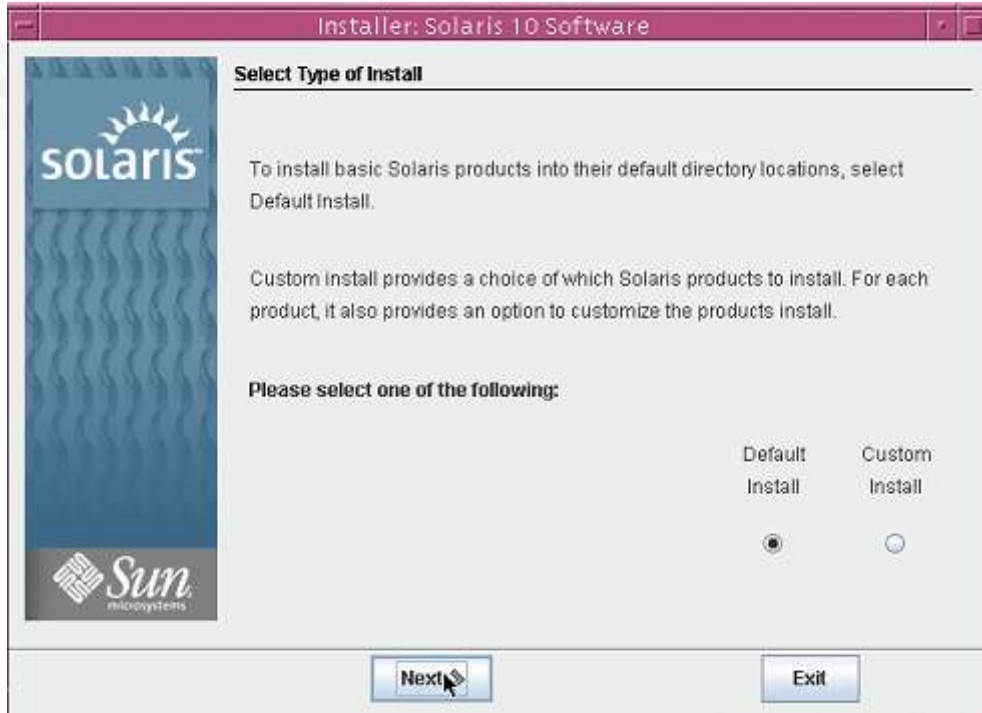 Installer: Solaris 10 Software
Select Type of Install
solaris
To install basic Solaris products into their default directory locations, select
Default Install.
Custom install provides a choice of which Solaris products to install. For each
product, it also provides an option to customize the products install.
Please select one of the following:
Default Custom
Install Install
Sun
microsystems
Next
Exit